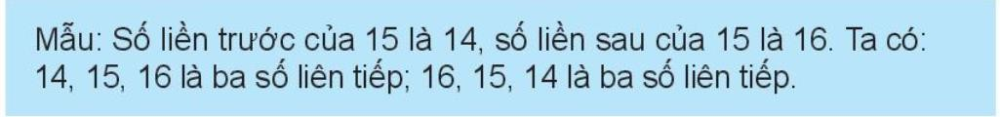 Mẫu: Số liền trước của 15 là 14, số liền sau của 15 là 16. Ta có:
14, 15, 16 là ba số liên tiếp; 16, 15, 14 là ba số liên tiếp.